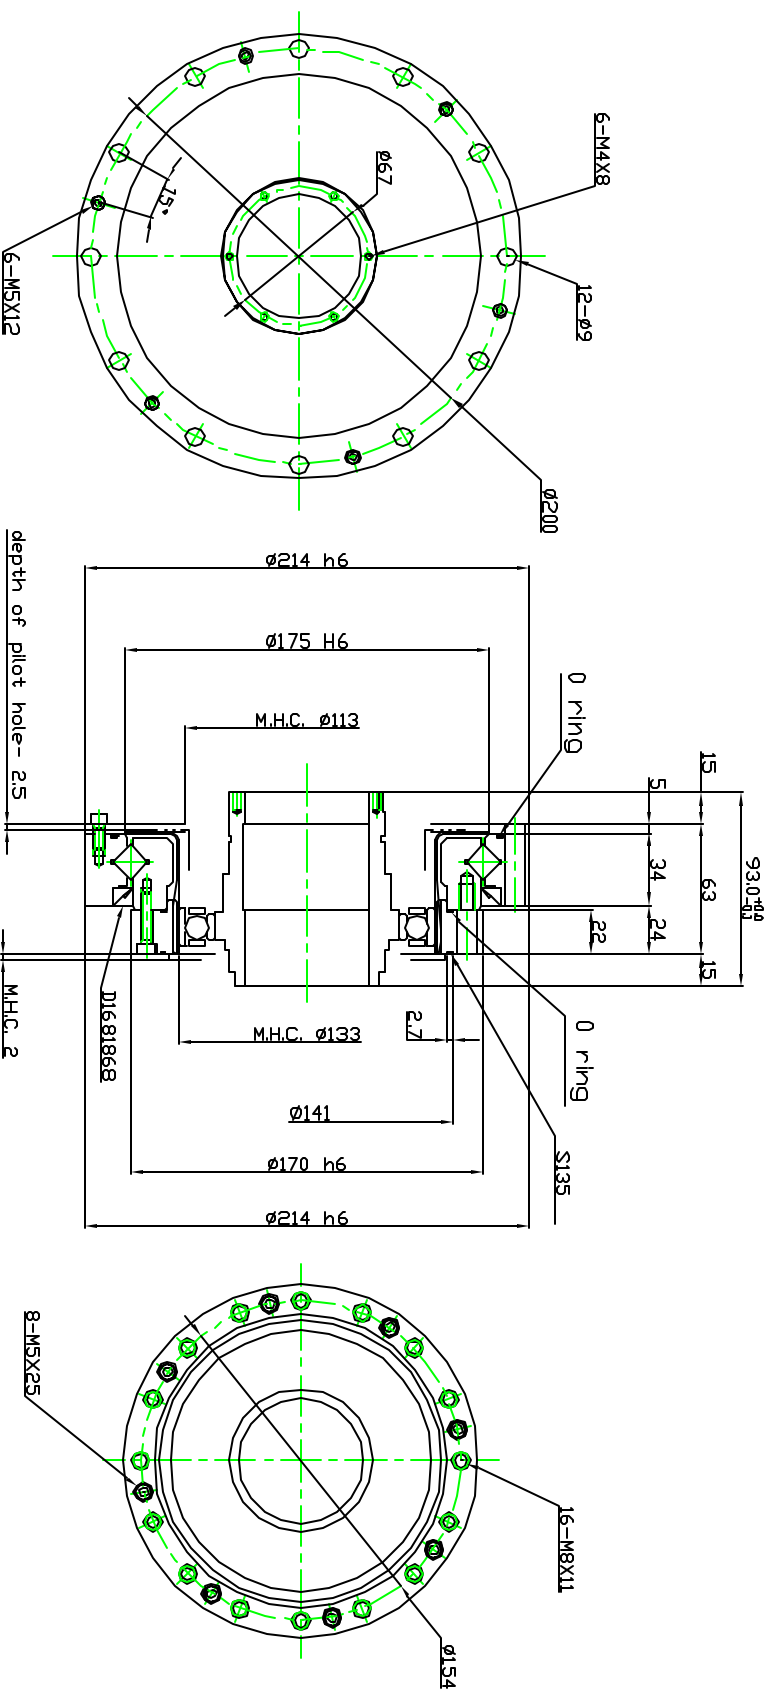 6-M4X8
ø67
15°
12-ø9
6-M5X12
ø200
ø214 h6
depth of pilot hole- 2.5
ø175 H6
O ring
M.H.C. ø113
15
5
34
63
93.0
24
22
15
M.H.C. 2
D1681868
M.H.C. ø133
2.7
O ring
ø141
S135
ø170 h6
ø214 h6
8-M5X25
16-M8X11
ø154